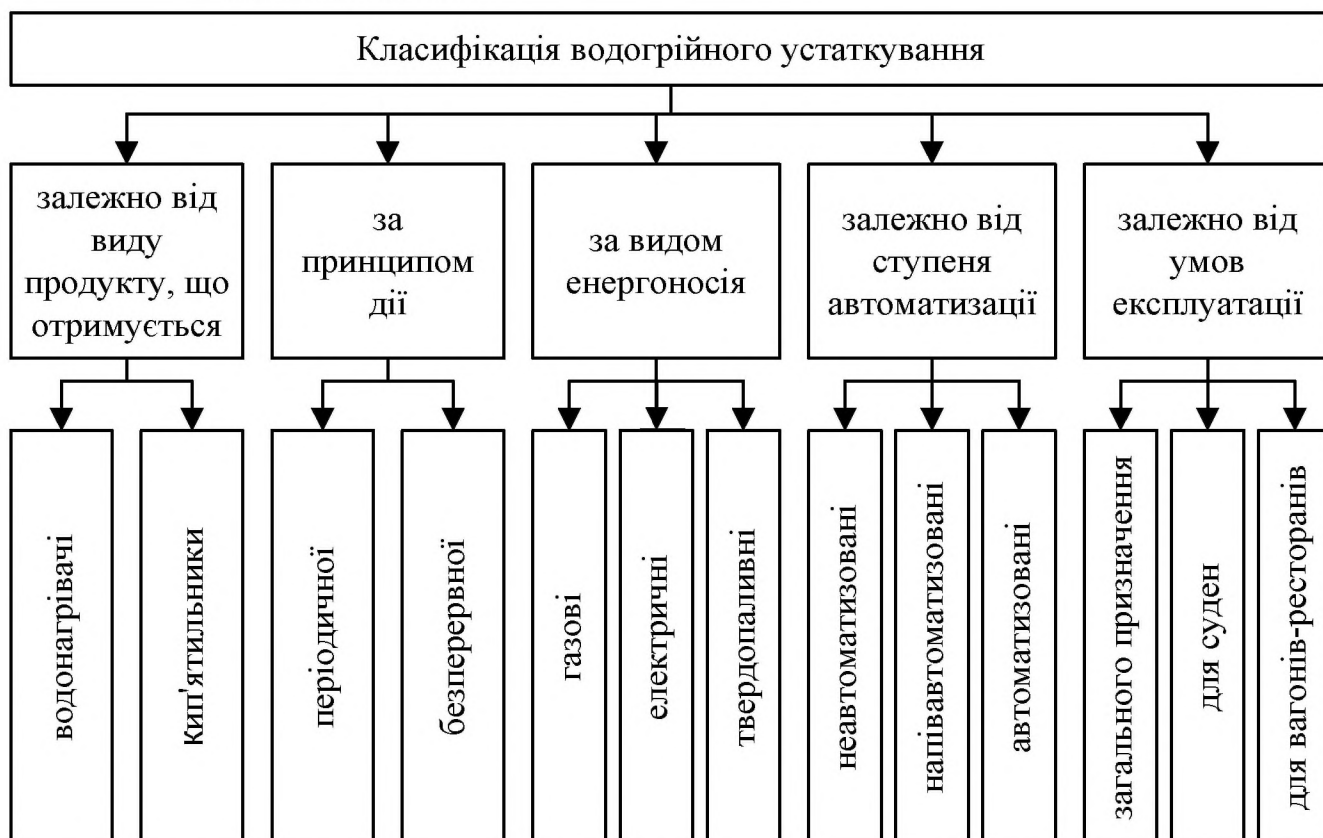 Класифікація водогрійного устаткування
залежно від
виду
продукту, що
отримується
за
принципом
дії
за видом
енергоносія
залежно від
ступеня
автоматизації
залежно від
умов
експлуатації
водонагрівачі
кип'ятильники
періодичної
безперервної
газові
електричні
твердопаливні
неавтоматизовані
напівавтоматизовані
автоматизовані
загального призначення
для суден
для вагонів-ресторанів